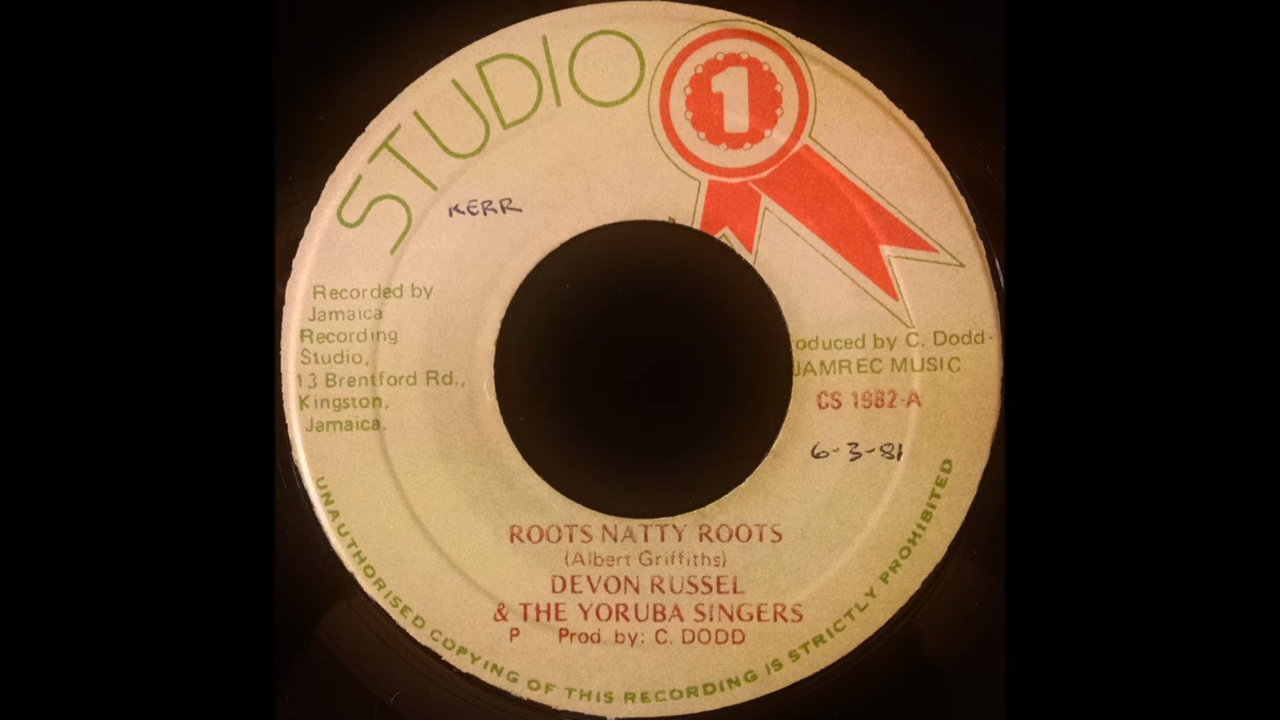 STUDIO
1
KERR
Recorded by
Jamaica
Recording
Studio,
13 Brentford Rd.,
Kingston,
Jamaica.
oduced by C. Dodd-
JAMREC MUSIC
CS 1982-A
6-3-81
ROOTS NATTY ROOTS
(Albert Griffiths)
DEVON RUSSEL
& THE YORUBA SINGERS
P Prod. by: C. DODD
UNAUTHORISED COPYING OF THIS RECORDING IS STRICTLY PROHIBITED